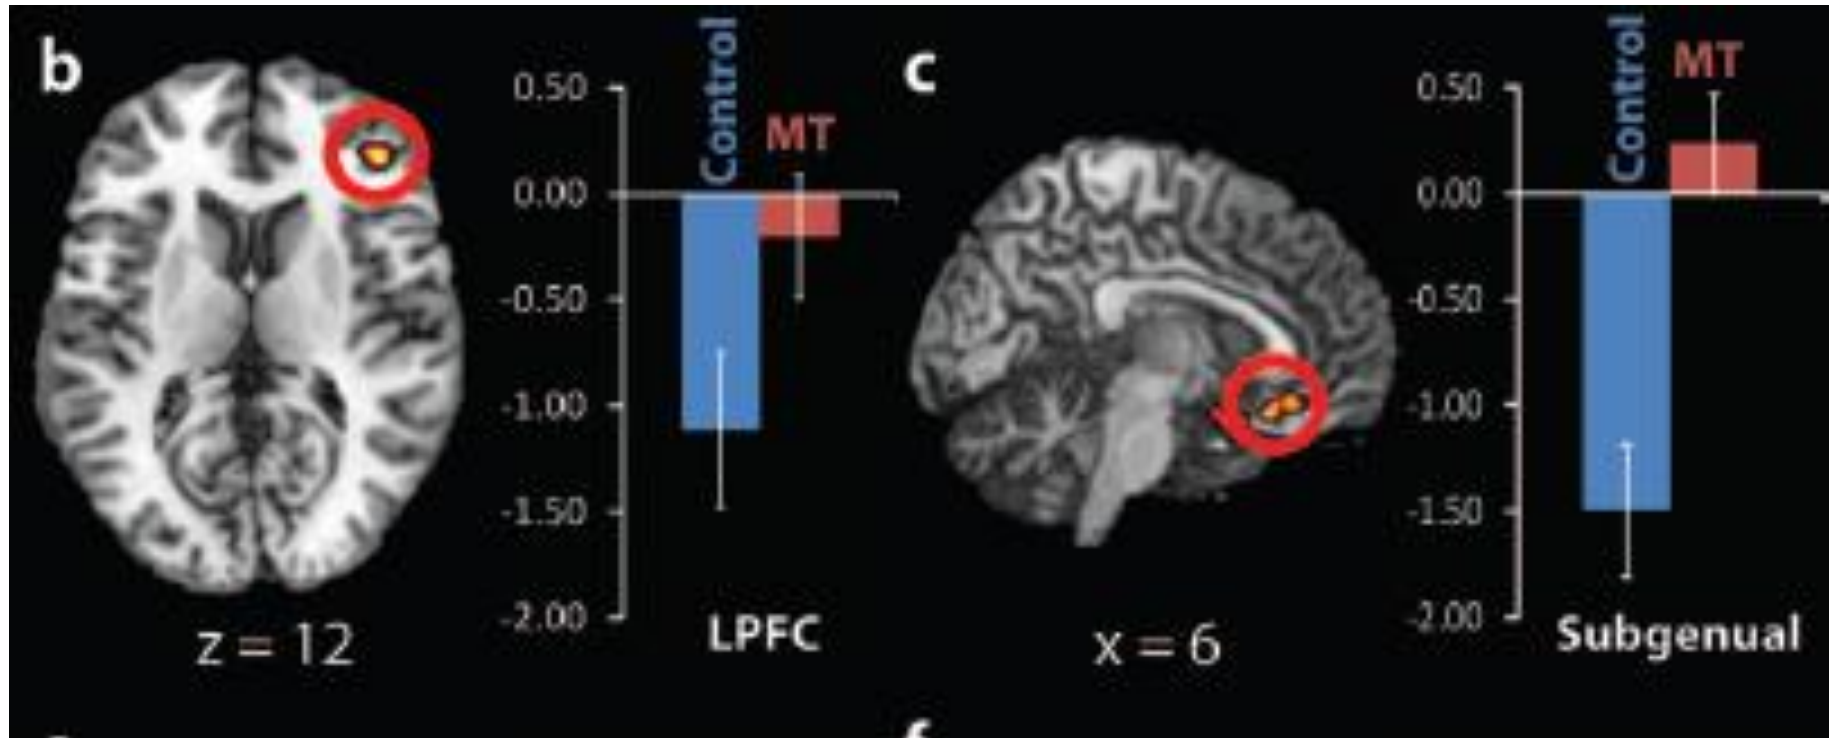 b
Control
MT
0.50
0.00
-0.50
-1.00
-1.50
-2.00
z = 12
LPFC
c
Control
MT
0.50
0.00
-0.50
-1.00
-1.50
-2.00
x = 6
Subgenual